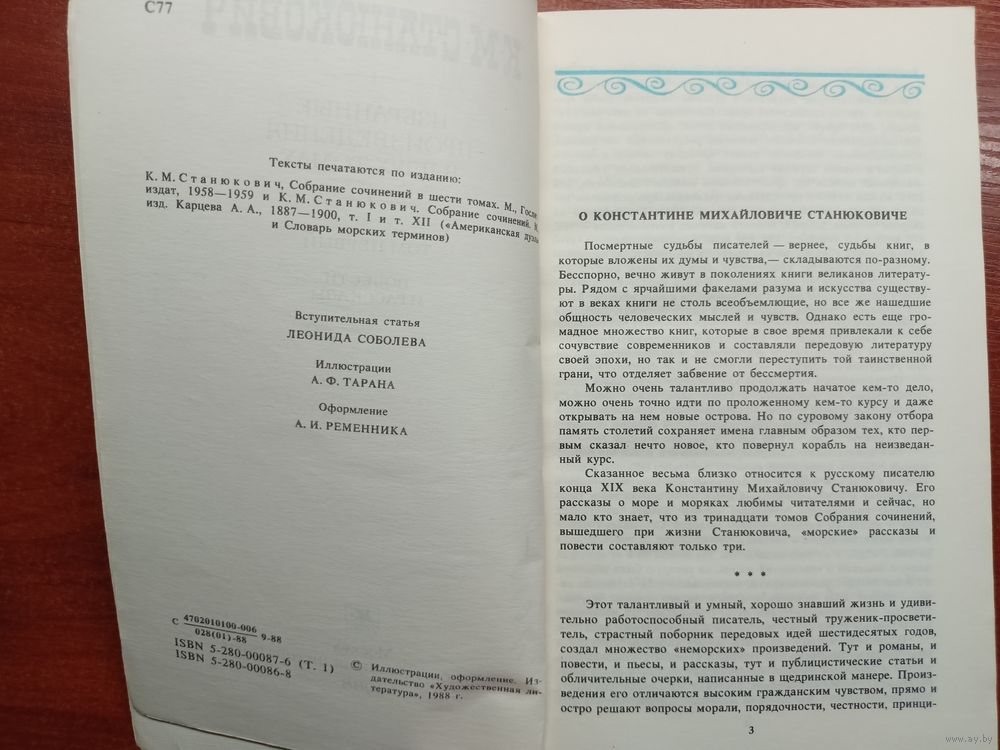 С77
Тексты печатаются по изданию:
К. М. Станюкович, Собрание сочинений в шести томах. М., Госли
издат, 1958—1959 и К. М. Станюкович. Собрание сочинений.
изд. Карцева А. А., 1887—1900, т. I и т. XII («Американская дуэль
и Словарь морских терминов)
Вступительная статья
ЛЕОНИДА СОБОЛЕВА
Иллюстрации
А. Ф. ТАРАНА
Оформление
А. И. РЕМЕННИКА
С 4702010100-006
028(01)-88 9-88
ISBN 5-280-00087-6 (Т. 1)
ISBN 5-280-00086-8
© Иллюстрации, оформление. Из-
дательство «Художественная ли-
тература», 1988 г.
О КОНСТАНТИНЕ МИХАЙЛОВИЧЕ СТАНЮКОВИЧЕ
Посмертные судьбы писателей — вернее, судьбы книг, в
которые вложены их думы и чувства,— складываются по-разному.
Бесспорно, вечно живут в поколениях книги великанов литерату-
ры. Рядом с ярчайшими факелами разума и искусства существу-
ют в веках книги не столь всеобъемлющие, но все же нашедшие
общность человеческих мыслей и чувств. Однако есть еще гро-
мадное множество книг, которые в свое время привлекали к себе
сочувствие современников и составляли передовую литературу
своей эпохи, но так и не смогли переступить той таинственной
грани, что отделяет забвение от бессмертия.
Можно очень талантливо продолжать начатое кем-то дело,
можно очень точно идти по проложенному кем-то курсу и даже
открывать на нем новые острова. Но по суровому закону отбора
память столетий сохраняет имена главным образом тех, кто пер-
вым сказал нечто новое, кто повернул корабль на неизведан-
ный курс.
Сказанное весьма близко относится к русскому писателю
конца XIX века Константину Михайловичу Станюковичу. Его
рассказы о море и моряках любимы читателями и сейчас, но
мало кто знает, что из тринадцати томов Собрания сочинений,
вышедшего при жизни Станюковича, «морские» рассказы и
повести составляют только три.
* * *
Этот талантливый и умный, хорошо знавший жизнь и удиви-
тельно работоспособный писатель, честный труженик-просвети-
тель, страстный поборник передовых идей шестидесятых годов,
создал множество «неморских» произведений. Тут и романы, и
повести, и пьесы, и рассказы, тут и публицистические статьи и
обличительные очерки, написанные в щедринской манере. Произ-
ведения его отличаются высоким гражданским чувством, прямо и
остро решают вопросы морали, порядочности, честности, принци-
3
www.ay.by